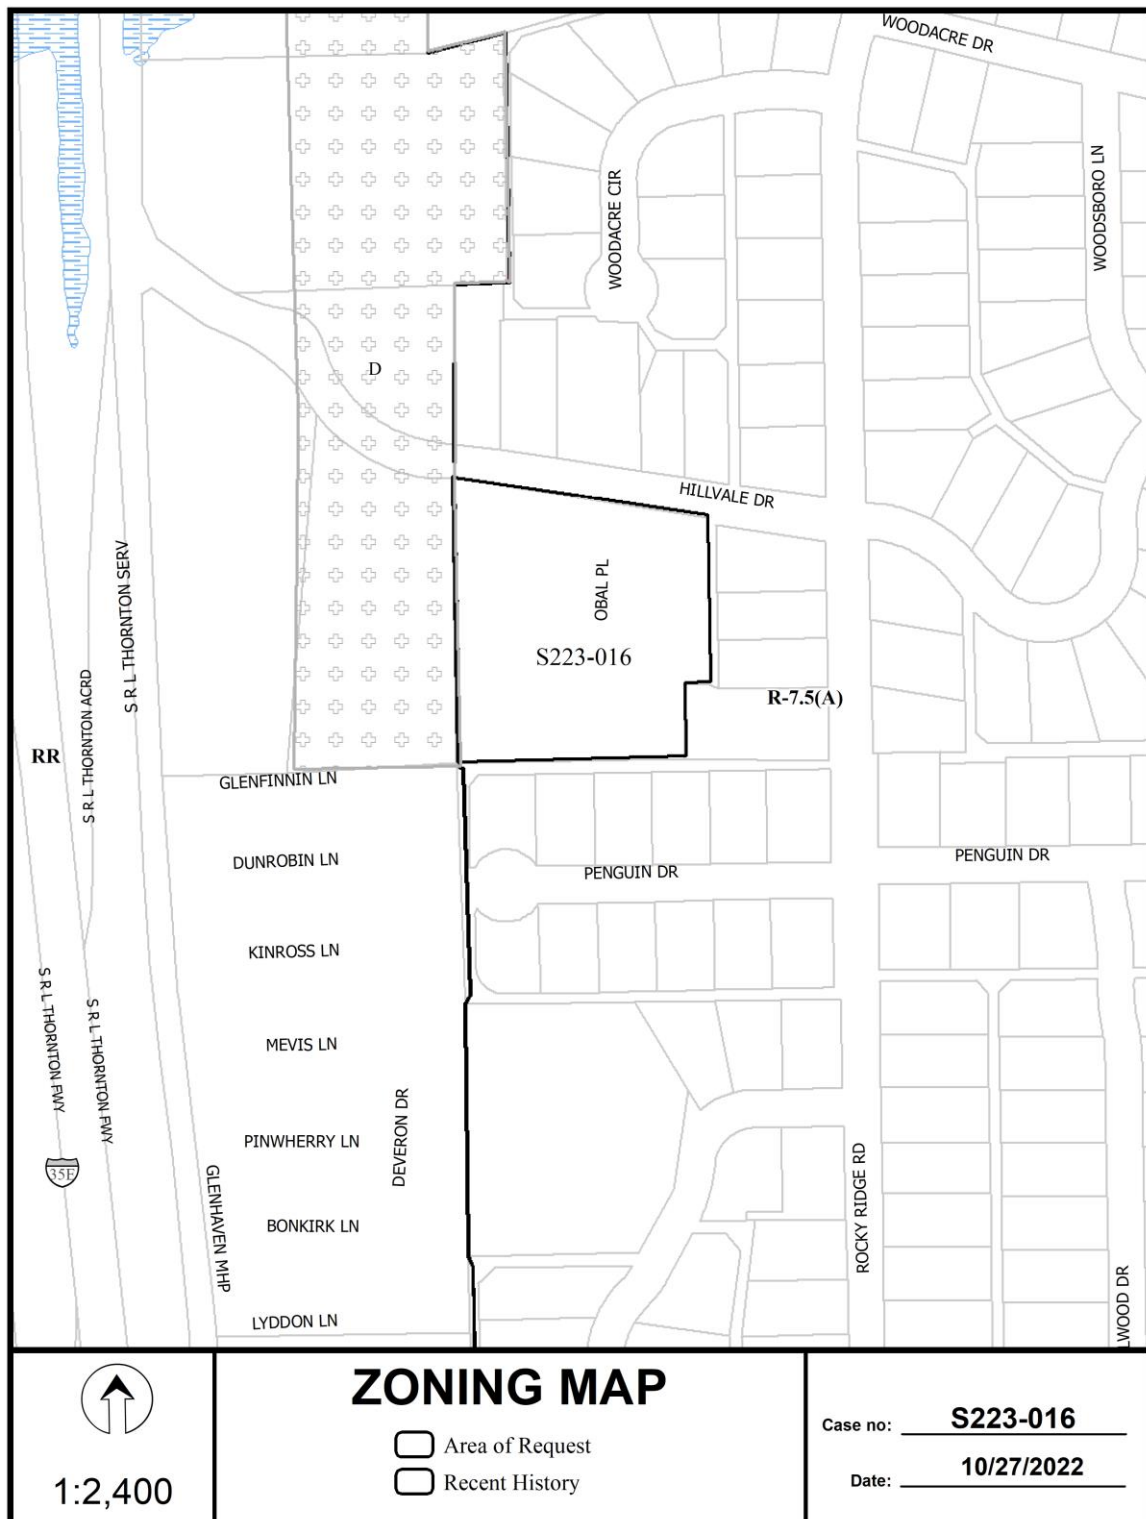 WOODACRE DR
WOODSBORO LN
WOODACRE CIR
D
HILLVALE DR
S R L THORNTON SERV
OBAL PL
S223-016
S R L THORNTON ACRD
R-7.5(A)
RR
GLENFINNIN LN
DUNROBIN LN
PENGUIN DR
PENGUIN DR
KINROSS LN
S R L THORNTON FWY
S R L THORNTON FWY
MEVIS LN
DEVERON DR
PINWHERRY LN
35E
GLENHAVEN MHP
ROCKY RIDGE RD
BONKIRK LN
LWOOD DR
LYDDON LN
1:2,400
ZONING MAP
Area of Request
Recent History
Case no: S223-016
Date: 10/27/2022